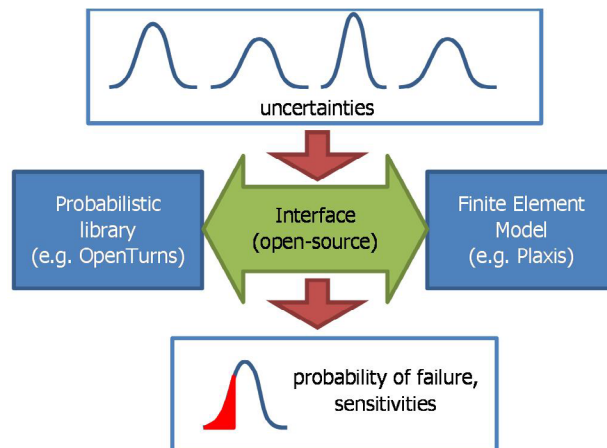 uncertainties
Probabilistic
library
(e.g. OpenTurns)
Interface
(open-source)
Finite Element
Model
(e.g. Plaxis)
probability of failure,
sensitivities